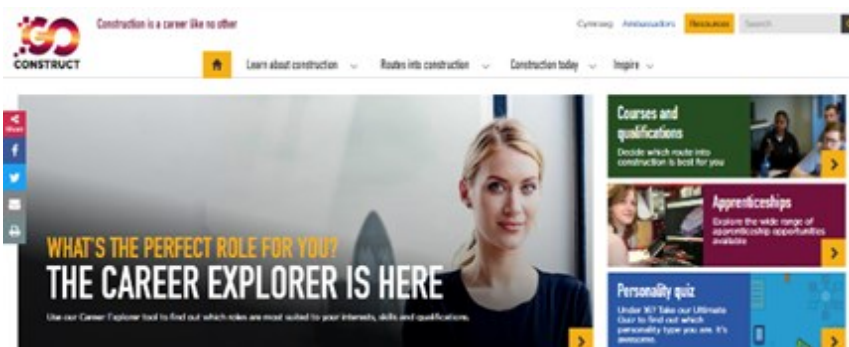 GO
CONSTRUCT
Construction is a career like no other
Cymraeg Ambassadors Resources Search
Learn about construction Routes into construction Construction today Inspire
Share
WHAT'S THE PERFECT ROLE FOR YOU?
THE CAREER EXPLORER IS HERE
Use our Career Explorer tool to find out which roles are most suited to your interests, skills and qualifications.
Courses and
qualifications
Decide which route into
construction is best for you
Apprenticeships
Explore the wide range of
apprenticeship opportunities
available
Personality quiz
Under 16? Take our Ultimate
Quiz to find out which
personality type you are. It's
awesome.